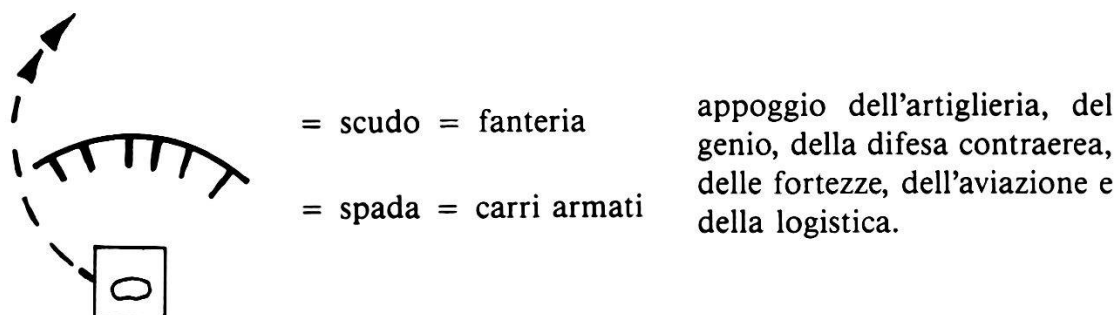 = scudo = fanteria
= spada = carri armati
appoggio dell'artiglieria, del
genio, della difesa contraerea,
delle fortezze, dell'aviazione e
della logistica.